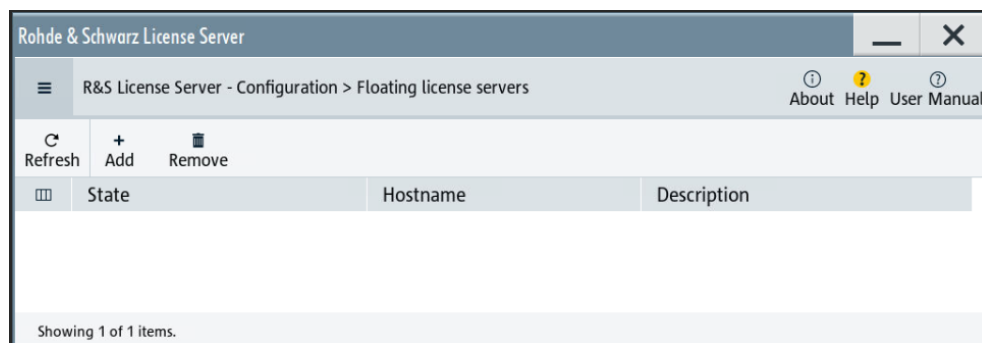 Rohde & Schwarz License Server
R&S License Server - Configuration > Floating license servers
About Help User Manual
Refresh Add Remove
State Hostname Description
Showing 1 of 1 items.